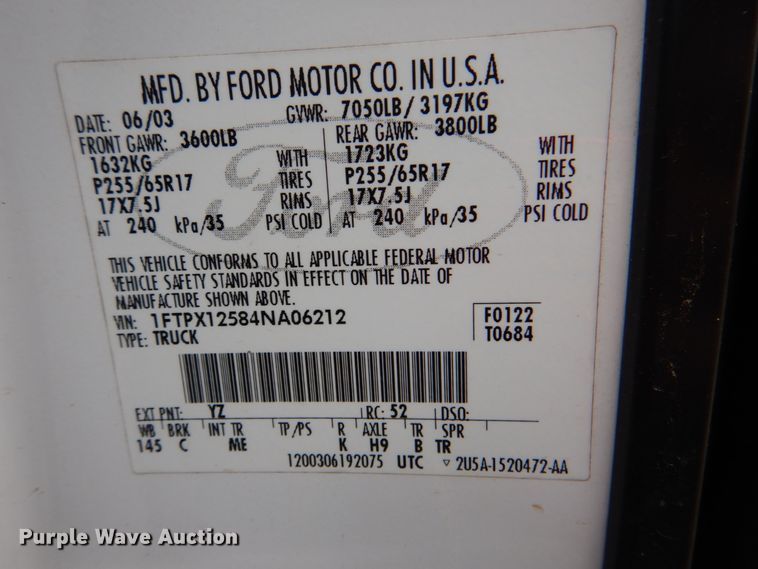 MFD. BY FORD MOTOR CO. IN U.S.A.
DATE: 06/03 GVWR: 7050LB/ 3197KG
FRONT GAWR: 3600LB REAR GAWR: 3800LB
1632KG WITH 1723KG WITH
P255/65R17 TIRES P255/65R17 TIRES
17X7.5J RIMS 17X7.5J RIMS
AT 240 kPa/35 PSI COLD AT 240 kPa/35 PSI COLD
Ford
THIS VEHICLE CONFORMS TO ALL APPLICABLE FEDERAL MOTOR
VEHICLE SAFETY STANDARDS IN EFFECT ON THE DATE OF
MANUFACTURE SHOWN ABOVE.
VIN: 1FTPX12584NA06212 F0122
TYPE: TRUCK T0684
EXT PNT: YZ RC: 52 DSO:
WB BRK INT TR TP/PS R AXLE TR SPR
145 C ME K H9 B TR
1200306192075 UTC ▽ 2U5A-1520472-AA
Purple Wave Auction